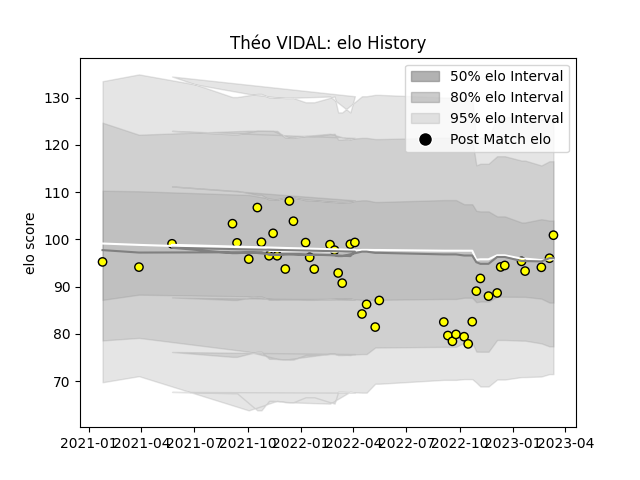 Théo VIDAL: elo History
50% elo Interval
80% elo Interval
95% elo Interval
Post Match elo
elo score
130
120
110
100
90
80
70
2021-01 2021-04 2021-07 2021-10 2022-01 2022-04 2022-07 2022-10 2023-01 2023-04